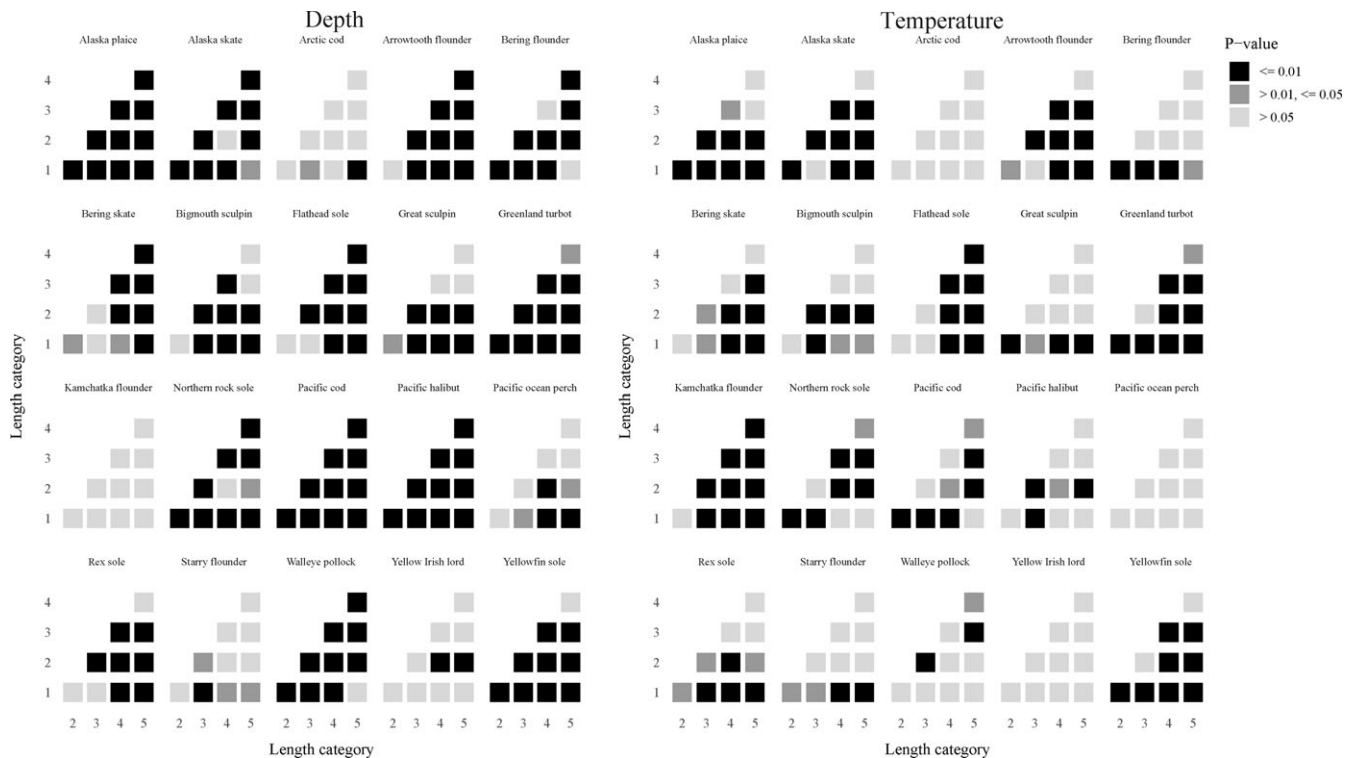 Depth Temperature
P−value
<= 0.01
> 0.01, <= 0.05
> 0.05
Alaska plaice Alaska skate Arctic cod Arrowtooth flounder Bering flounder Alaska plaice Alaska skate Arctic cod Arrowtooth flounder Bering flounder
4 4
3 3
2 2
1 1
Bering skate Bigmouth sculpin Flathead sole Great sculpin Greenland turbot Bering skate Bigmouth sculpin Flathead sole Great sculpin Greenland turbot
4 4
3 3
2 2
1 1
Length category Length category
Kamchatka flounder Northern rock sole Pacific cod Pacific halibut Pacific ocean perch Kamchatka flounder Northern rock sole Pacific cod Pacific halibut Pacific ocean perch
4 4
3 3
2 2
1 1
Rex sole Starry flounder Walleye pollock Yellow Irish lord Yellowfin sole Rex sole Starry flounder Walleye pollock Yellow Irish lord Yellowfin sole
4 4
3 3
2 2
1 1
2 3 4 5 2 3 4 5 2 3 4 5 2 3 4 5 2 3 4 5 2 3 4 5 2 3 4 5 2 3 4 5 2 3 4 5 2 3 4 5
Length category Length category